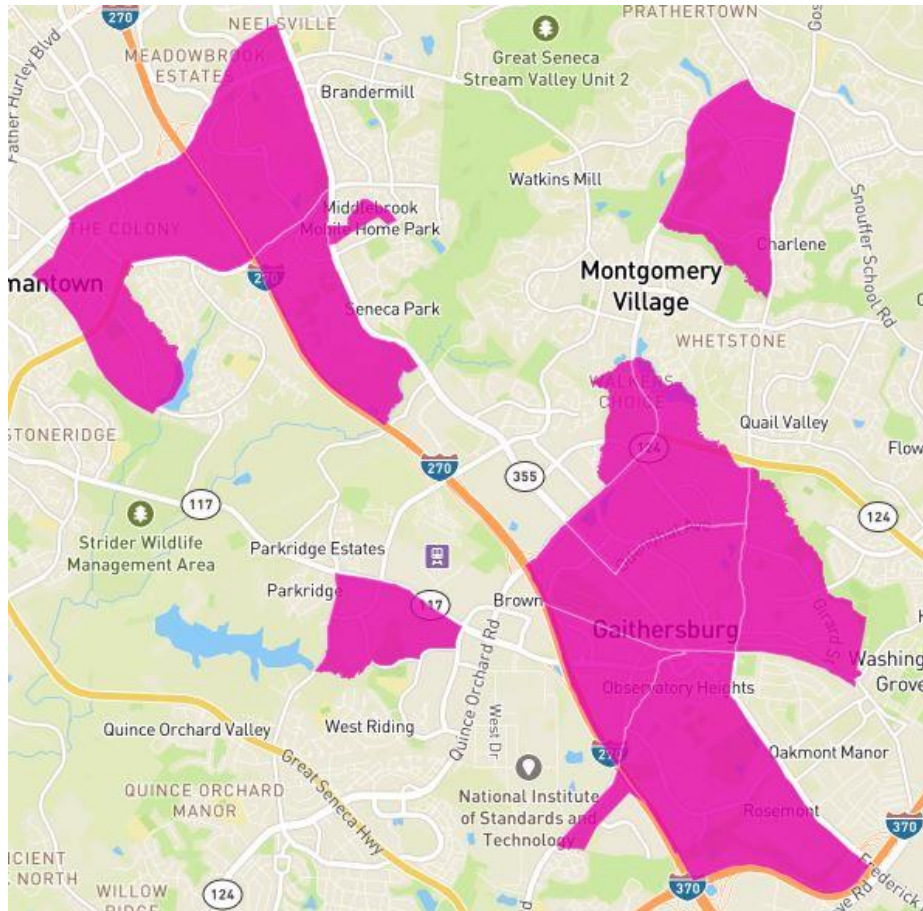 270
NEELSVILLE
PRATHERTOWN
Father Hurley Blvd
MEADOWBROOK
ESTATES
Great Seneca
Stream Valley Unit 2
Brandermill
Watkins Mill
Snouffer School Rd
THE COLONY
Middlebrook
Mobile Home Park
Charlene
mantown
270
Montgomery
Village
Seneca Park
WHETSTONE
WALKERS
CHOICE
Quail Valley
STONERIDGE
124
Flow
270
355
117
124
Strider Wildlife
Management Area
Parkridge Estates
Parkridge
117
Brown
Gaithersburg
Girard St
Washing
Grove
Quince Orchard Rd
Observatory Heights
West Riding
West Dr
Quince Orchard Valley
Great Seneca Hwy
270
Oakmont Manor
QUINCE ORCHARD
MANOR
National Institute
of Standards and
Technology
Rosemont
370
370
Frederick
ve Rd
NORTH
WILLOW
124